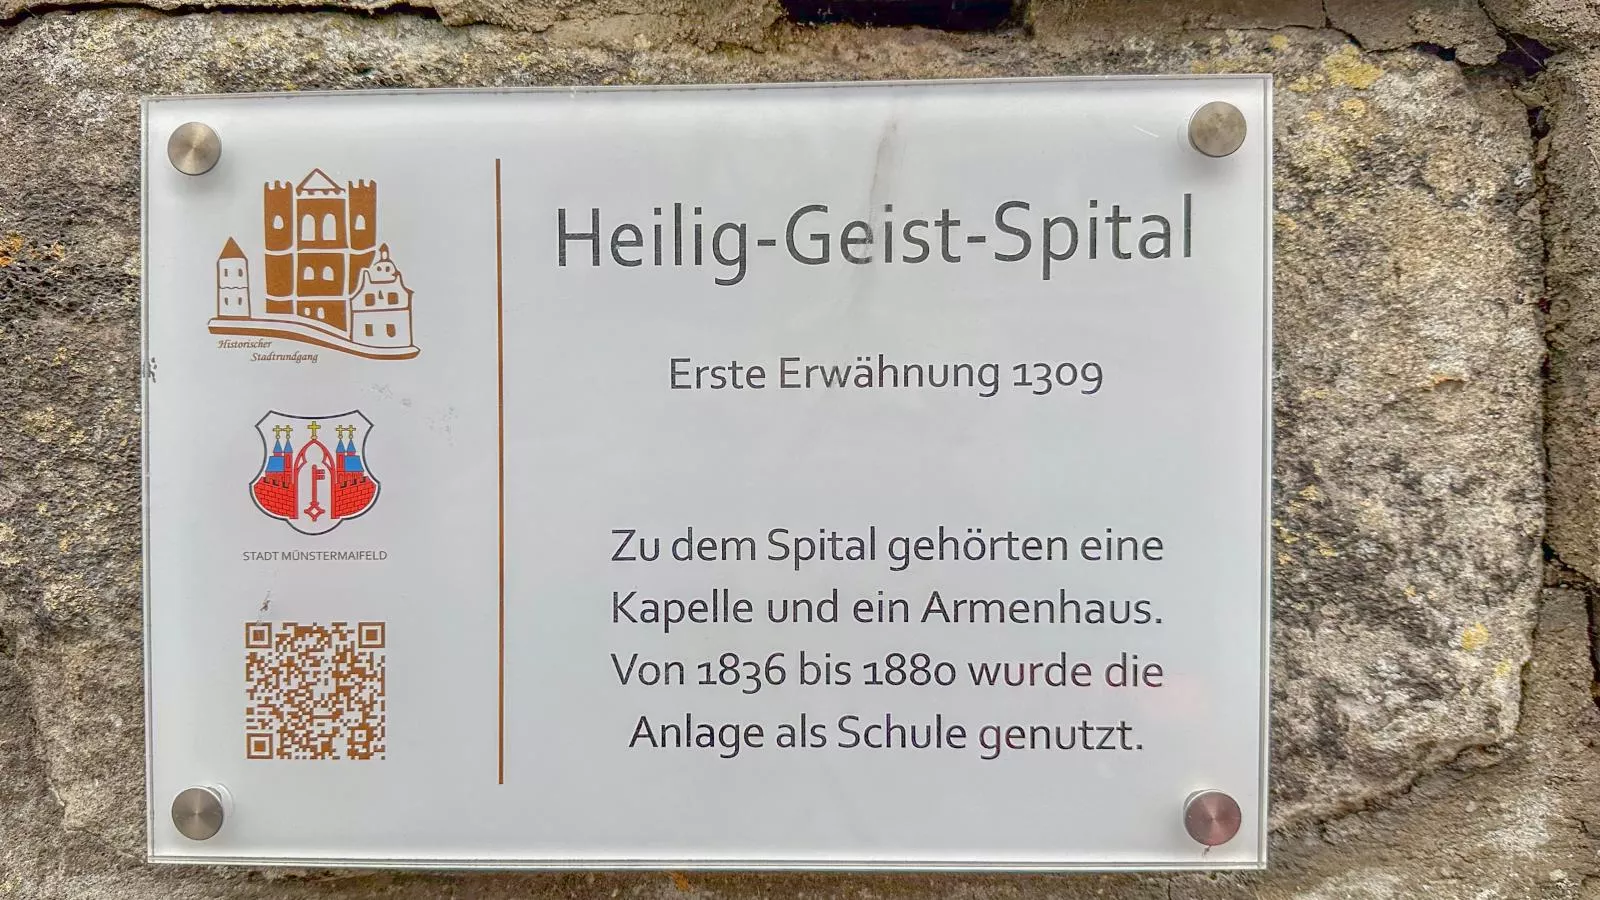 Historischer
Stadtrundgang
STADT MÜNSTERMAIFELD
Heilig-Geist-Spital
Erste Erwähnung 1309
Zu dem Spital gehörten eine
Kapelle und ein Armenhaus.
Von 1836 bis 1880 wurde die
Anlage als Schule genutzt.